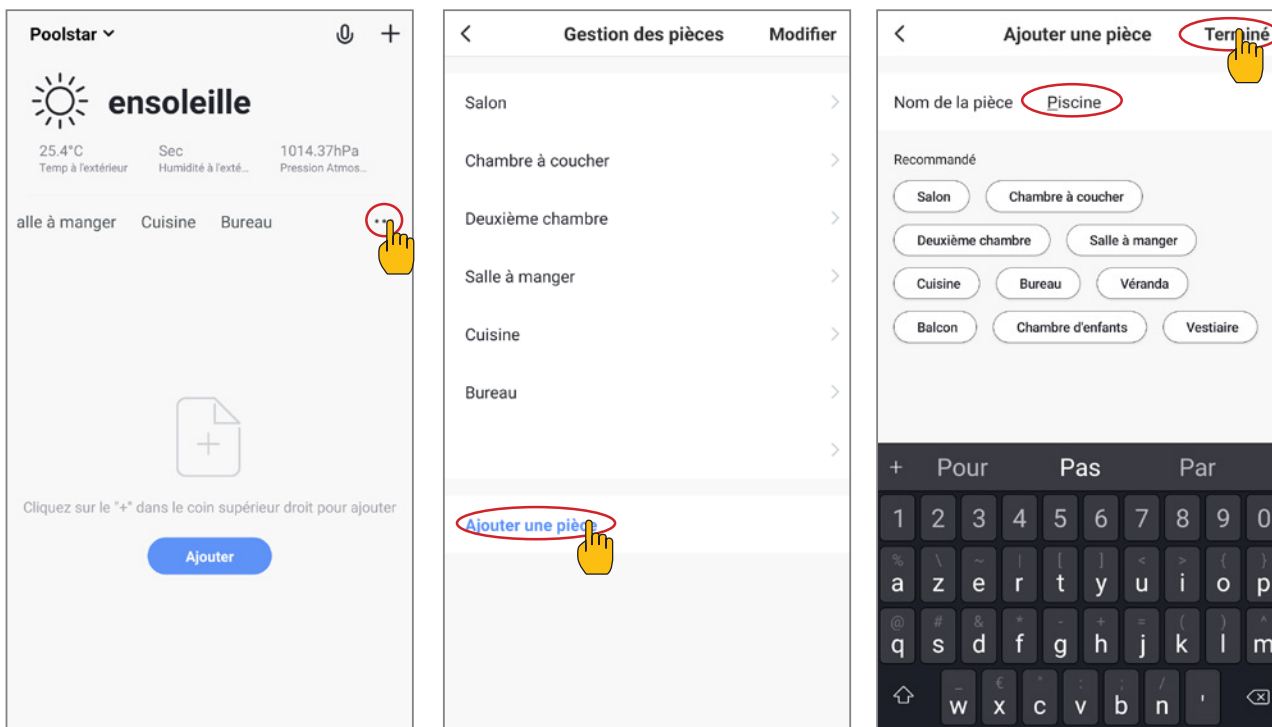 Poolstar
ensoleille
25.4°C Sec 1014.37hPa
Temp à l'extérieur Humidité à l'exté... Pression Atmos...
alle à manger Cuisine Bureau ...
Cliquez sur le "+" dans le coin supérieur droit pour ajouter
Ajouter
Gestion des pièces Modifier
Salon
Chambre à coucher
Deuxième chambre
Salle à manger
Cuisine
Bureau
Ajouter une pièce
Ajouter une pièce Terminé
Nom de la pièce Piscine
Recommandé
Salon Chambre à coucher
Deuxième chambre Salle à manger
Cuisine Bureau Véranda
Balcon Chambre d'enfants Vestiaire
+ Pour Pas Par
1 2 3 4 5 6 7 8 9 0
% \ ~ | [ ] < > { }
a z e r t y u i o p
@ # & * - + = ( ) ^
q s d f g h j k l m
_ € " : ; /
w x c v b n '